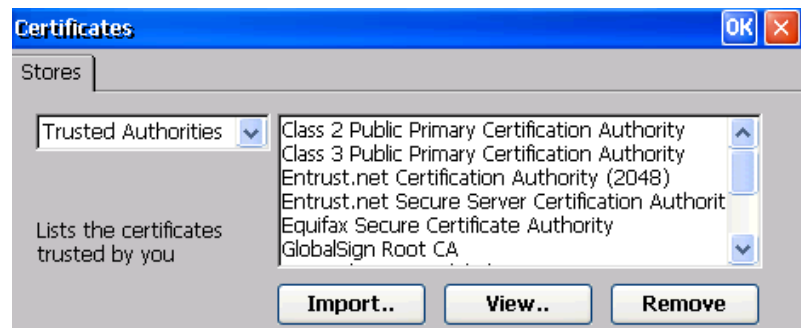 Certificates OK
Stores
Trusted Authorities
Class 2 Public Primary Certification Authority
Class 3 Public Primary Certification Authority
Entrust.net Certification Authority (2048)
Entrust.net Secure Server Certification Authorit
Equifax Secure Certificate Authority
GlobalSign Root CA
Lists the certificates
trusted by you
Import.. View.. Remove